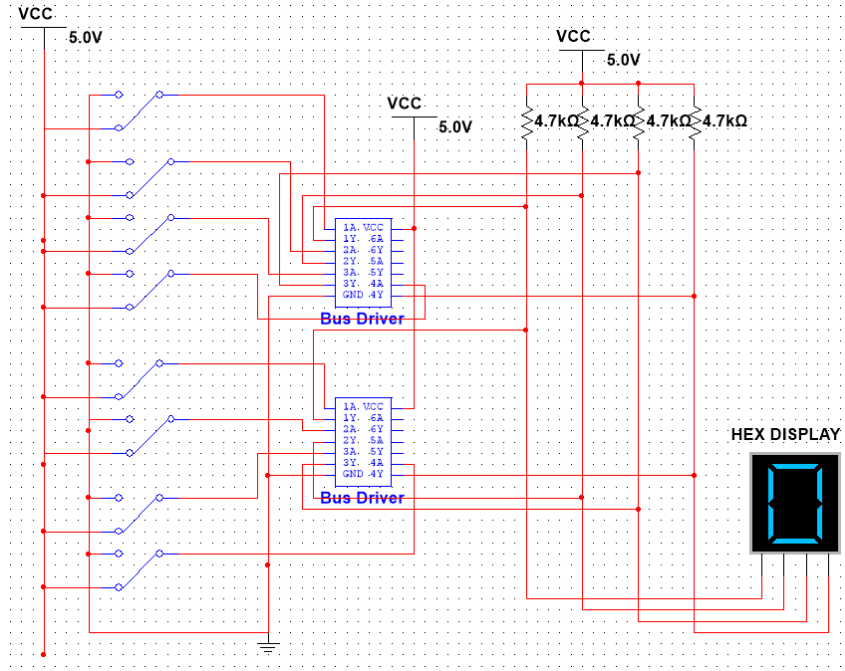 VCC
5.0V
VCC
5.0V
VCC
5.0V
4.7kΩ 4.7kΩ 4.7kΩ 4.7kΩ
1A VCC
1Y 6A
2A 6Y
2Y 5A
3A 5Y
3Y 4A
GND 4Y
Bus Driver
1A VCC
1Y 6A
2A 6Y
2Y 5A
3A 5Y
3Y 4A
GND 4Y
Bus Driver
HEX DISPLAY
0